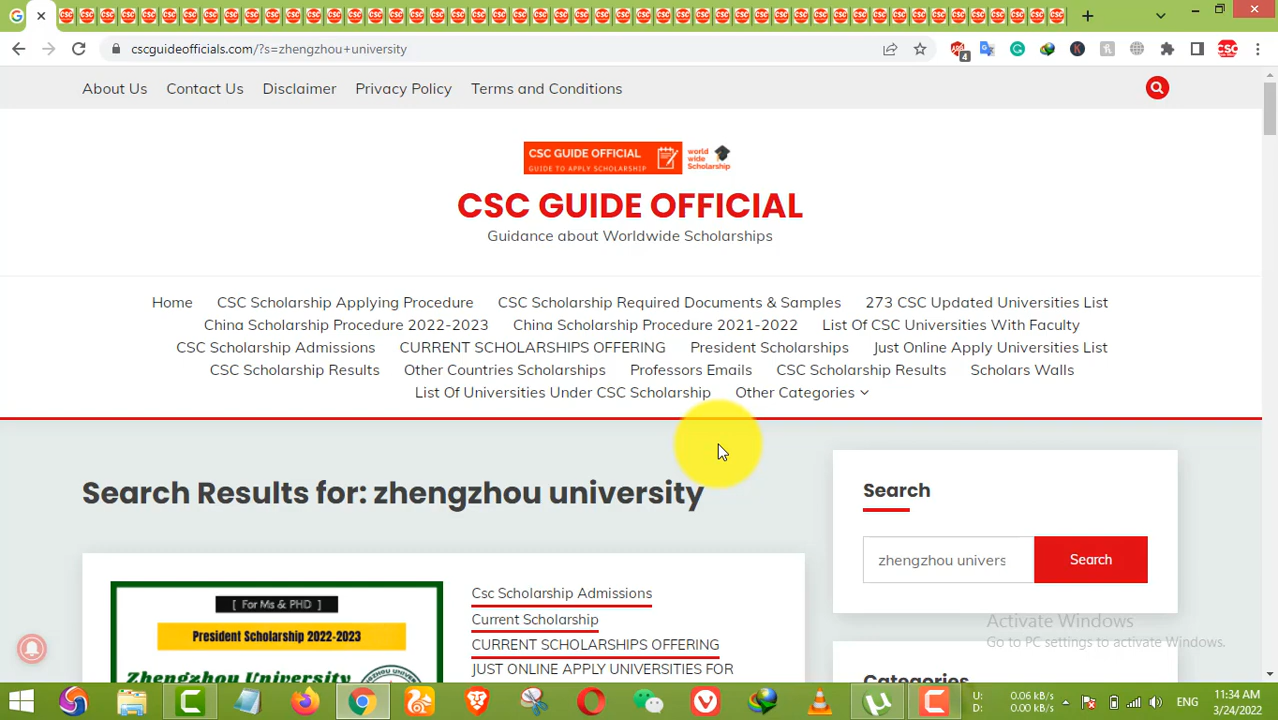 cscguideofficials.com/?s=zhengzhou+university
4
CSC
About Us Contact Us Disclaimer Privacy Policy Terms and Conditions
CSC GUIDE OFFICIAL
GUIDE TO APPLY SCHOLARSHIP
world
wide
Scholarship
CSC GUIDE OFFICIAL
Guidance about Worldwide Scholarships
Home CSC Scholarship Applying Procedure CSC Scholarship Required Documents & Samples 273 CSC Updated Universities List
China Scholarship Procedure 2022-2023 China Scholarship Procedure 2021-2022 List Of CSC Universities With Faculty
CSC Scholarship Admissions CURRENT SCHOLARSHIPS OFFERING President Scholarships Just Online Apply Universities List
CSC Scholarship Results Other Countries Scholarships Professors Emails CSC Scholarship Results Scholars Walls
List Of Universities Under CSC Scholarship Other Categories
Search Results for: zhengzhou university
Search
zhengzhou univers
Search
[ For Ms & PHD ]
President Scholarship 2022-2023
Zhengzhou University
Csc Scholarship Admissions
Current Scholarship
CURRENT SCHOLARSHIPS OFFERING
JUST ONLINE APPLY UNIVERSITIES FOR
Categories
Activate Windows
Go to PC settings to activate Windows.
U: 0.06 kB/s
D: 0.00 kB/s
ENG
11:34 AM
3/24/2022